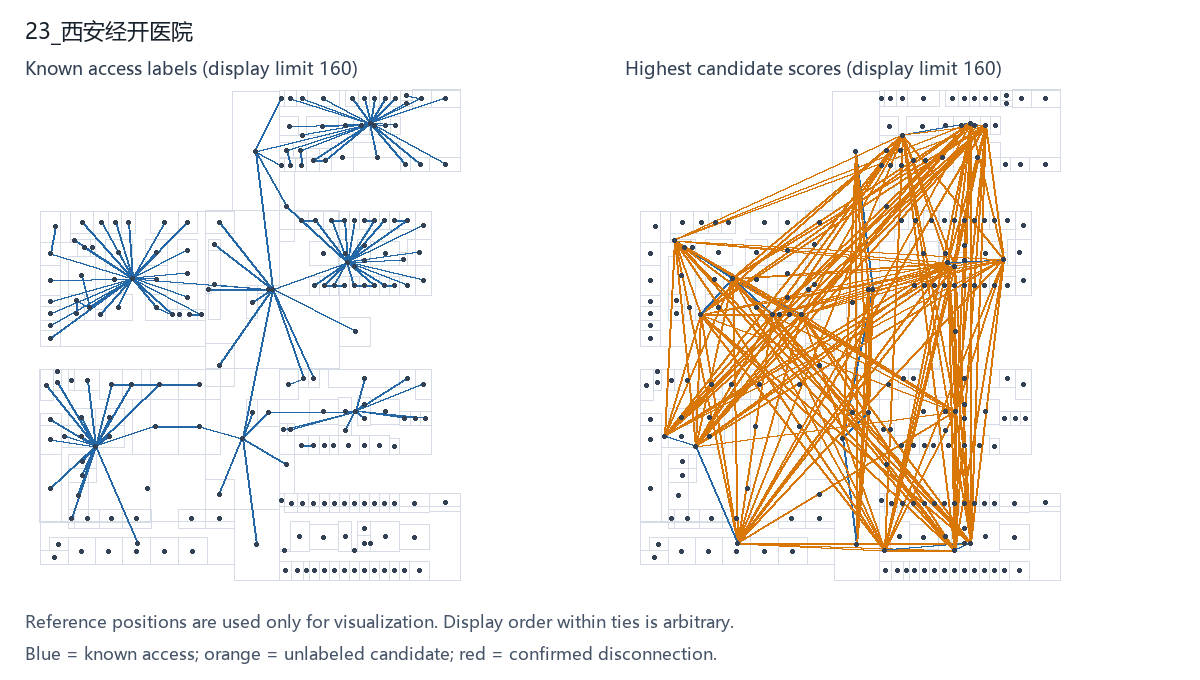 23_西安经开医院
Known access labels (display limit 160)
Highest candidate scores (display limit 160)
Reference positions are used only for visualization. Display order within ties is arbitrary.
Blue = known access; orange = unlabeled candidate; red = confirmed disconnection.